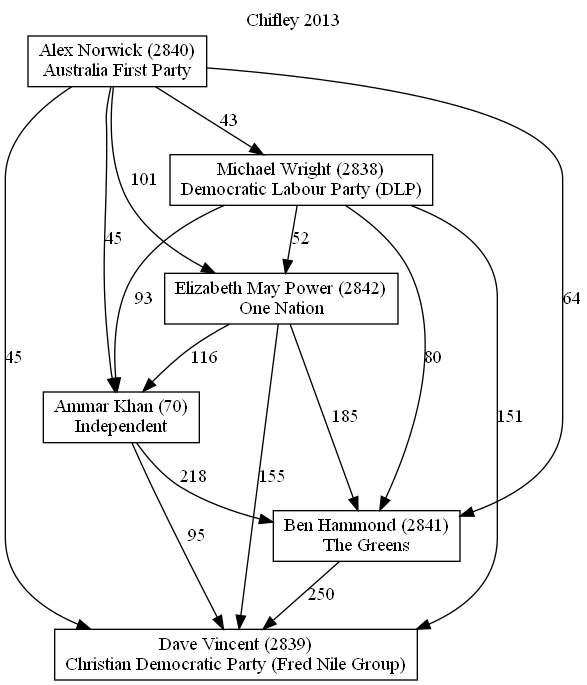 Chifley 2013
Alex Norwick (2840)
Australia First Party
43
Michael Wright (2838)
Democratic Labour Party (DLP)
101
45
52
64
93
Elizabeth May Power (2842)
One Nation
45
116
80
Ammar Khan (70)
Independent
185
151
218
155
95
Ben Hammond (2841)
The Greens
250
Dave Vincent (2839)
Christian Democratic Party (Fred Nile Group)